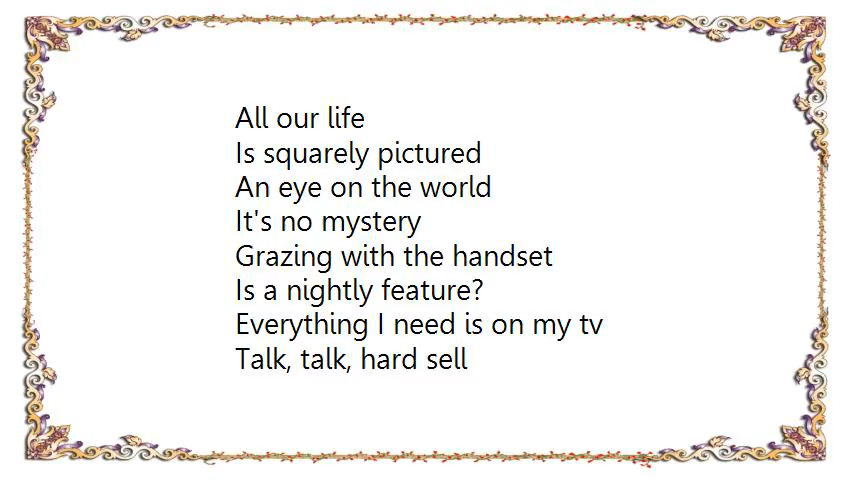 All our life
Is squarely pictured
An eye on the world
It's no mystery
Grazing with the handset
Is a nightly feature?
Everything I need is on my tv
Talk, talk, hard sell